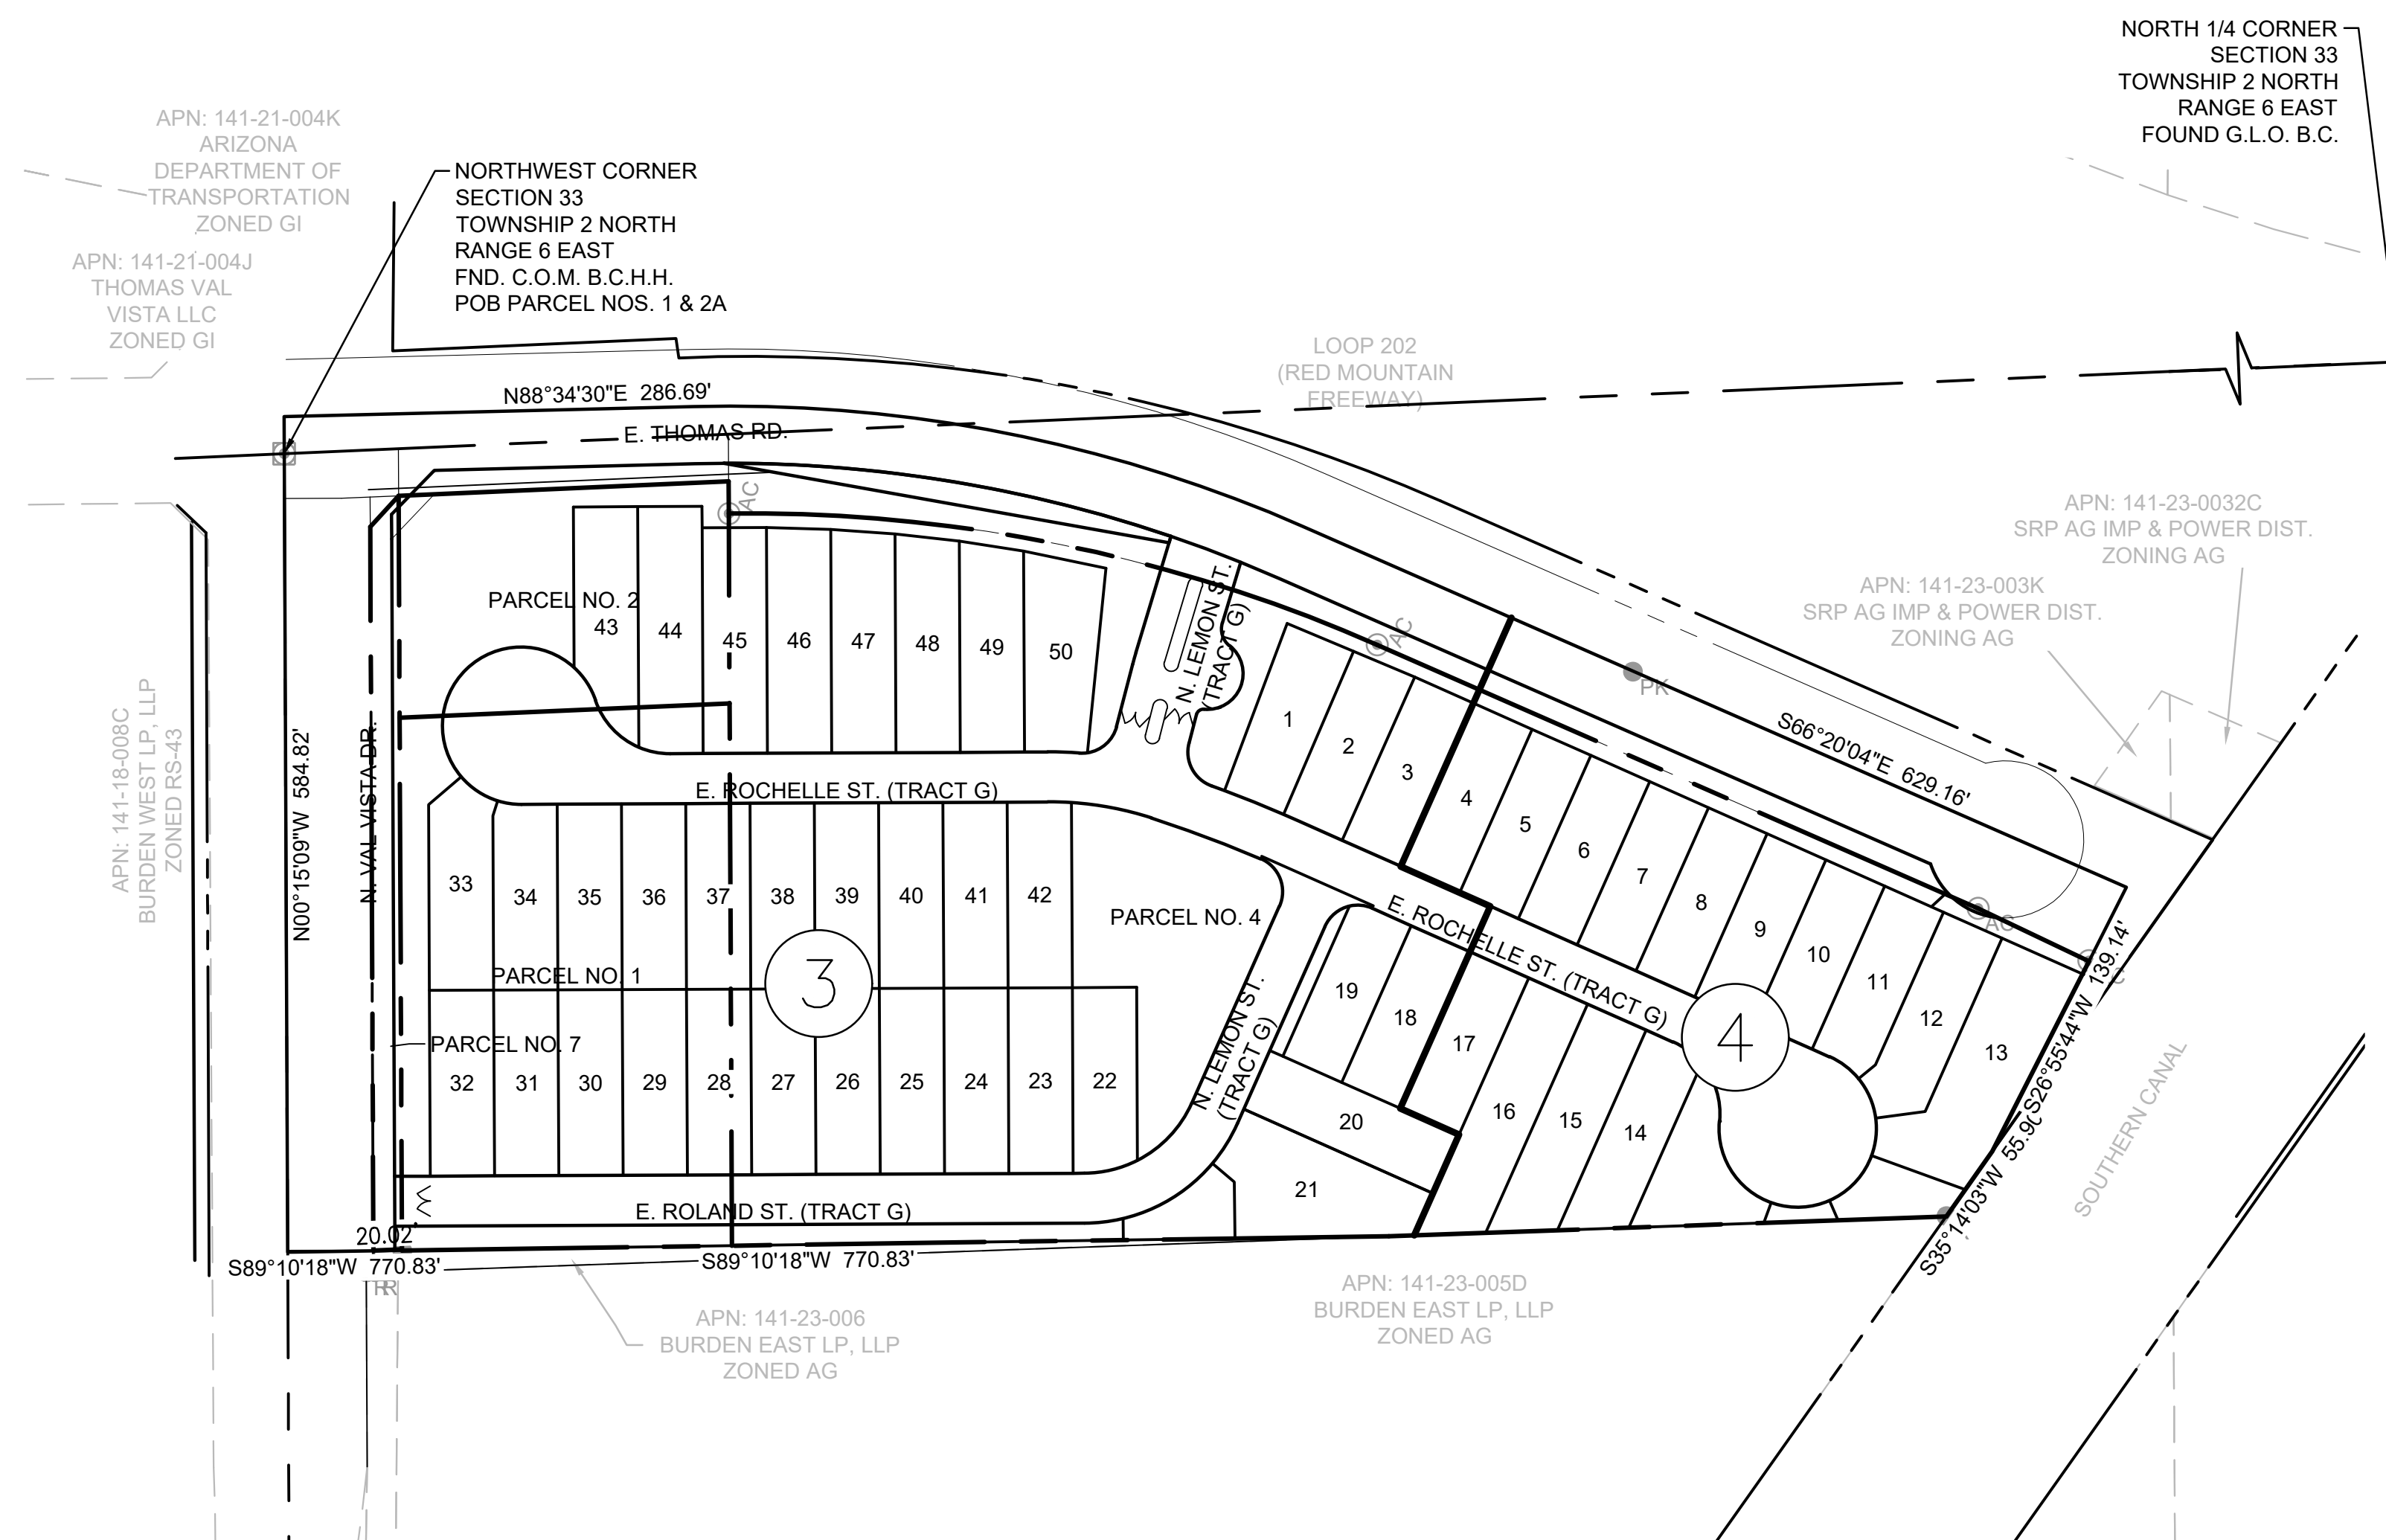 NORTH 1/4 CORNER
SECTION 33
TOWNSHIP 2 NORTH
RANGE 6 EAST
FOUND G.L.O. B.C.
APN: 141-21-004K
ARIZONA
DEPARTMENT OF
TRANSPORTATION
ZONED GI
APN: 141-21-004J
THOMAS VAL
VISTA LLC
ZONED GI
NORTHWEST CORNER
SECTION 33
TOWNSHIP 2 NORTH
RANGE 6 EAST
FND. C.O.M. B.C.H.H.
POB PARCEL NOS. 1 & 2A
LOOP 202
(RED MOUNTAIN
FREEWAY)
N88°34'30"E 286.69'
E. THOMAS RD.
AC
AC
PK
APN: 141-23-0032C
SRP AG IMP & POWER DIST.
ZONING AG
APN: 141-23-003K
SRP AG IMP & POWER DIST.
ZONING AG
S66°20'04"E 629.16'
PARCEL NO. 2
43
44
45
46
47
48
49
50
N. LEMON ST.
(TRACT G)
1
2
3
4
5
6
7
8
9
10
11
12
13
AC
APN: 141-18-008C
BURDEN WEST LP, LLP
ZONED RS-43
N00°15'09"W 584.82'
N. VAL VISTA DR.
E. ROCHELLE ST. (TRACT G)
33
34
35
36
37
38
39
40
41
42
PARCEL NO. 4
E. ROCHELLE ST. (TRACT G)
PARCEL NO. 1
3
4
PARCEL NO. 7
32
31
30
29
28
27
26
25
24
23
22
N. LEMON ST.
(TRACT G)
19
18
17
16
15
14
20
21
S26°55'44"W 139.14'
S35°14'03"W 55.90'
SOUTHERN CANAL
E. ROLAND ST. (TRACT G)
20.02'
S89°10'18"W 770.83'
S89°10'18"W 770.83'
APN: 141-23-006
BURDEN EAST LP, LLP
ZONED AG
APN: 141-23-005D
BURDEN EAST LP, LLP
ZONED AG